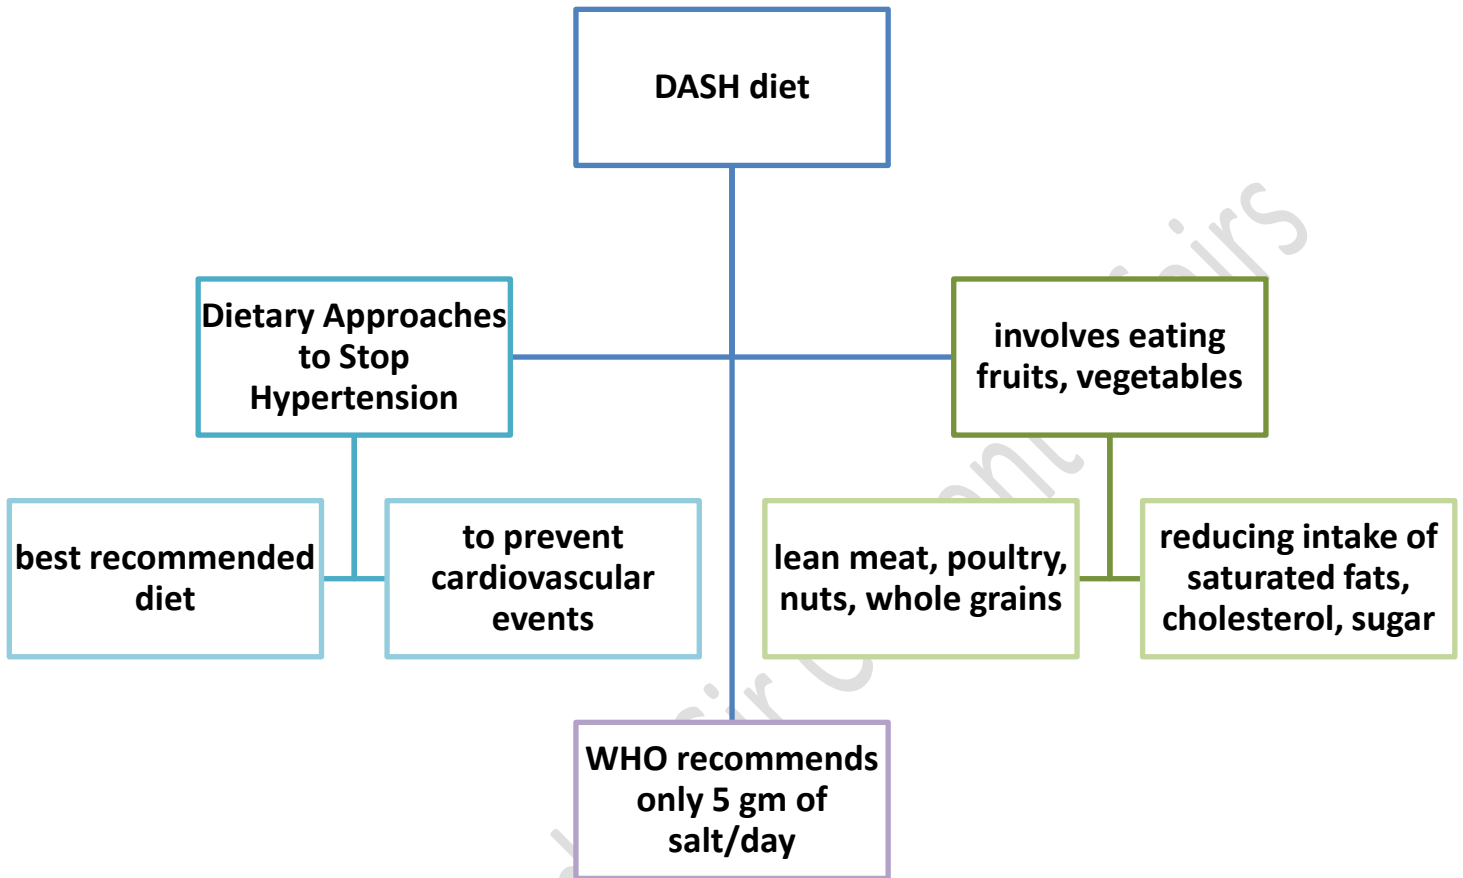 DASH diet
Dietary Approaches
to Stop
Hypertension
involves eating
fruits, vegetables
best recommended
diet
to prevent
cardiovascular
events
lean meat, poultry,
nuts, whole grains
reducing intake of
saturated fats,
cholesterol, sugar
WHO recommends
only 5 gm of
salt/day
Sir